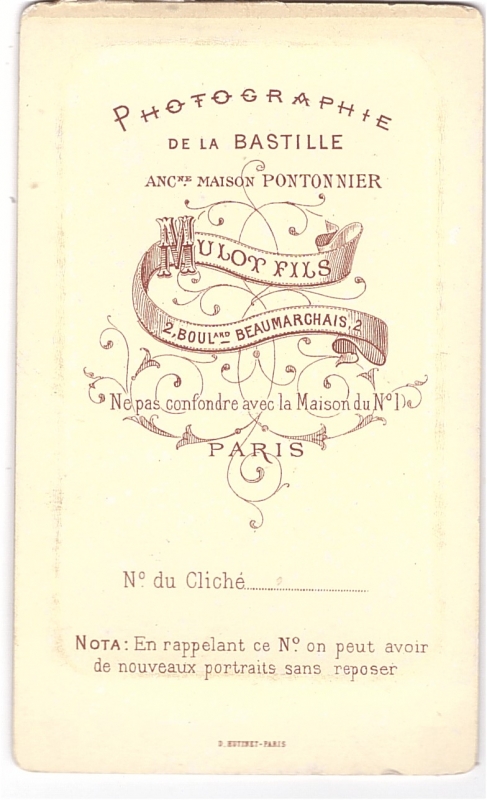 PHOTOGRAPHIE
DE LA BASTILLE
ANCNE. MAISON PONTONNIER
MULOT FILS
2, BOULARD BEAUMARCHAIS, 2
Ne pas confondre avec la Maison du No 1)
PARIS
No. du Cliché
NOTA: En rappelant ce No. on peut avoir
de nouveaux portraits sans reposer
D. HUTINET-PARIS